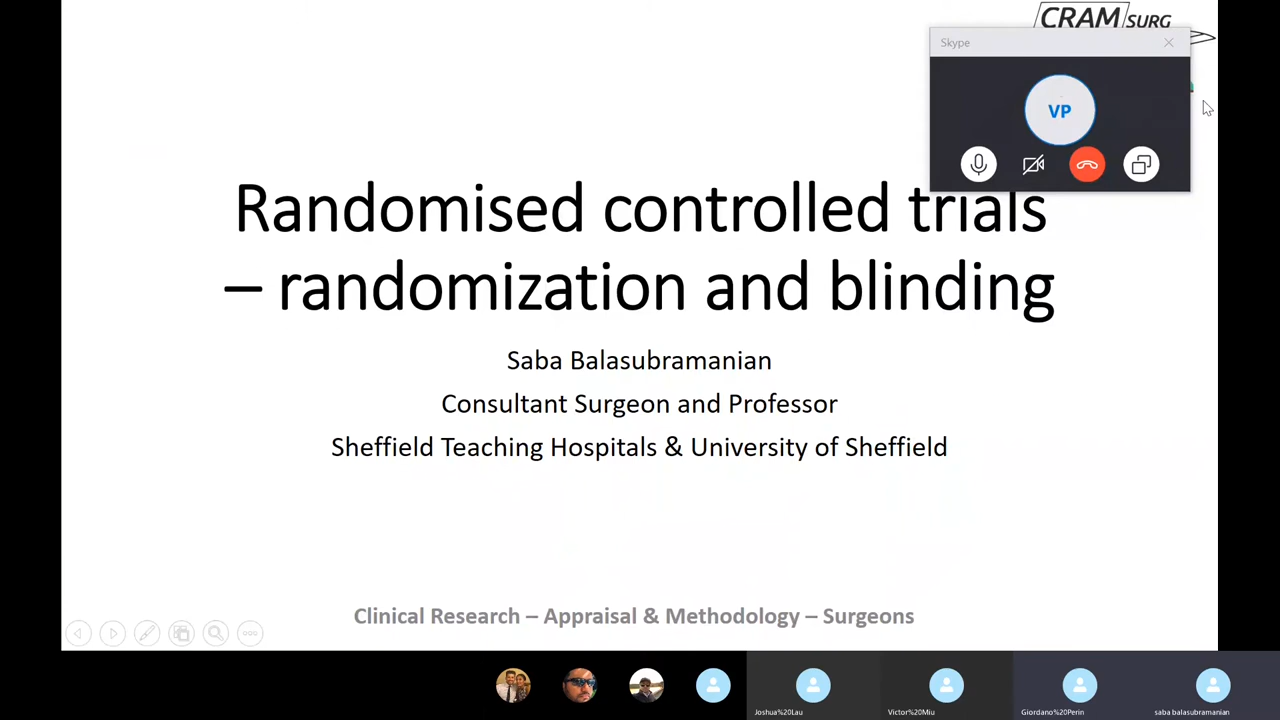 CRAM SURG
Skype
VP
Randomised controlled trials
– randomization and blinding
Saba Balasubramanian
Consultant Surgeon and Professor
Sheffield Teaching Hospitals & University of Sheffield
Clinical Research – Appraisal & Methodology – Surgeons
Joshua%20Lau
Victor%20Miu
Giordano%20Perin
saba balasubramanian